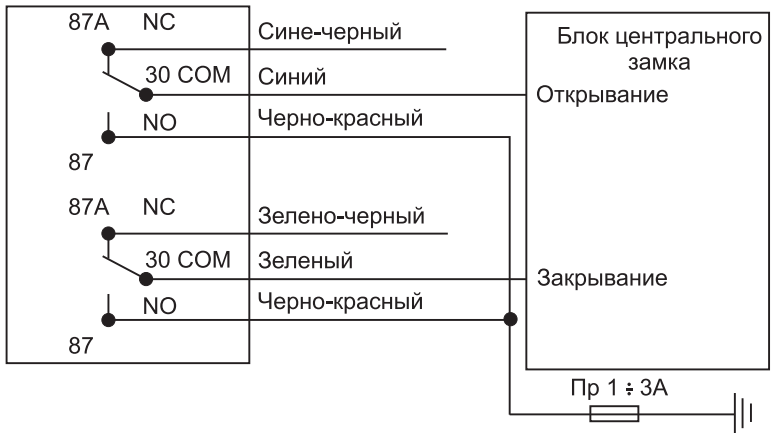 87A NC
Сине-черный
30 COM
Синий
NO
Черно-красный
87
87A NC
Зелено-черный
30 COM
Зеленый
NO
Черно-красный
87
Блок центрального
замка
Открывание
Закрывание
Пр 1 ÷ 3А